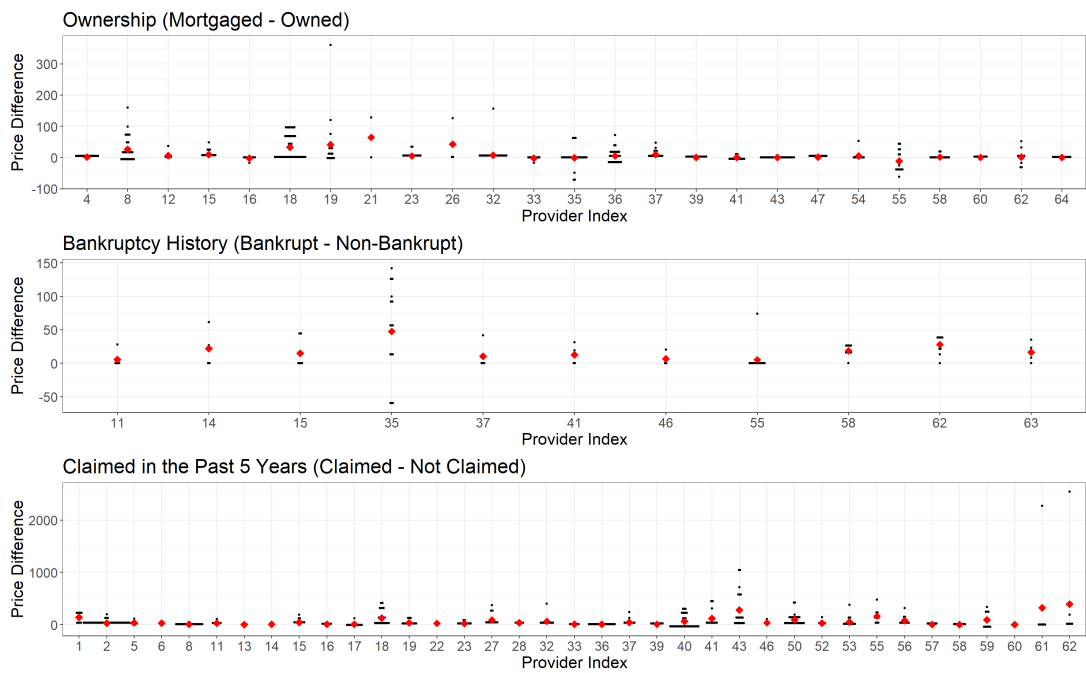 Ownership (Mortgaged - Owned)
Price Difference
300
200
100
0
-100
4 8 12 15 16 18 19 21 23 26 32 33 35 36 37 39 41 43 47 54 55 58 60 62 64
Provider Index
Bankruptcy History (Bankrupt - Non-Bankrupt)
Price Difference
150
100
50
0
-50
11 14 15 35 37 41 46 55 58 62 63
Provider Index
Claimed in the Past 5 Years (Claimed - Not Claimed)
Price Difference
2000
1000
0
1 2 5 6 8 11 13 14 15 16 17 18 19 22 23 27 28 32 33 36 37 39 40 41 43 46 50 52 53 55 56 57 58 59 60 61 62
Provider Index